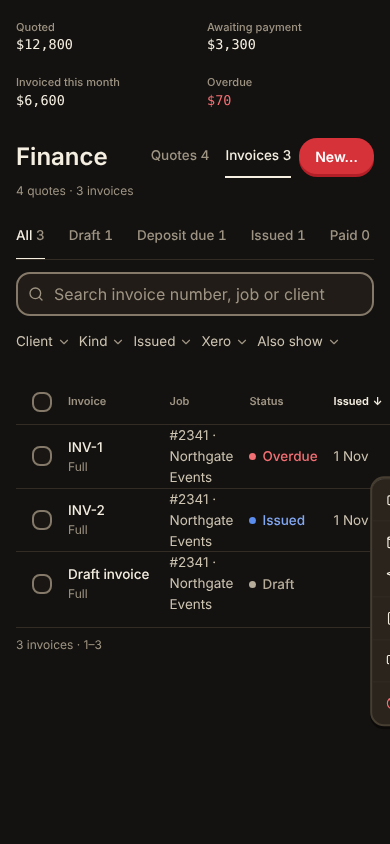 Quoted
$12,800
Awaiting payment
$3,300
Invoiced this month
$6,600
Overdue
$70
Finance
Quotes 4
Invoices 3
New...
4 quotes · 3 invoices
All 3
Draft 1
Deposit due 1
Issued 1
Paid 0
Search invoice number, job or client
Client
Kind
Issued
Xero
Also show
Invoice
Job
Status
Issued ↓
INV-1
Full
#2341 ·
Northgate
Events
Overdue
1 Nov
INV-2
Full
#2341 ·
Northgate
Events
Issued
1 Nov
Draft invoice
Full
#2341 ·
Northgate
Events
Draft
3 invoices · 1–3